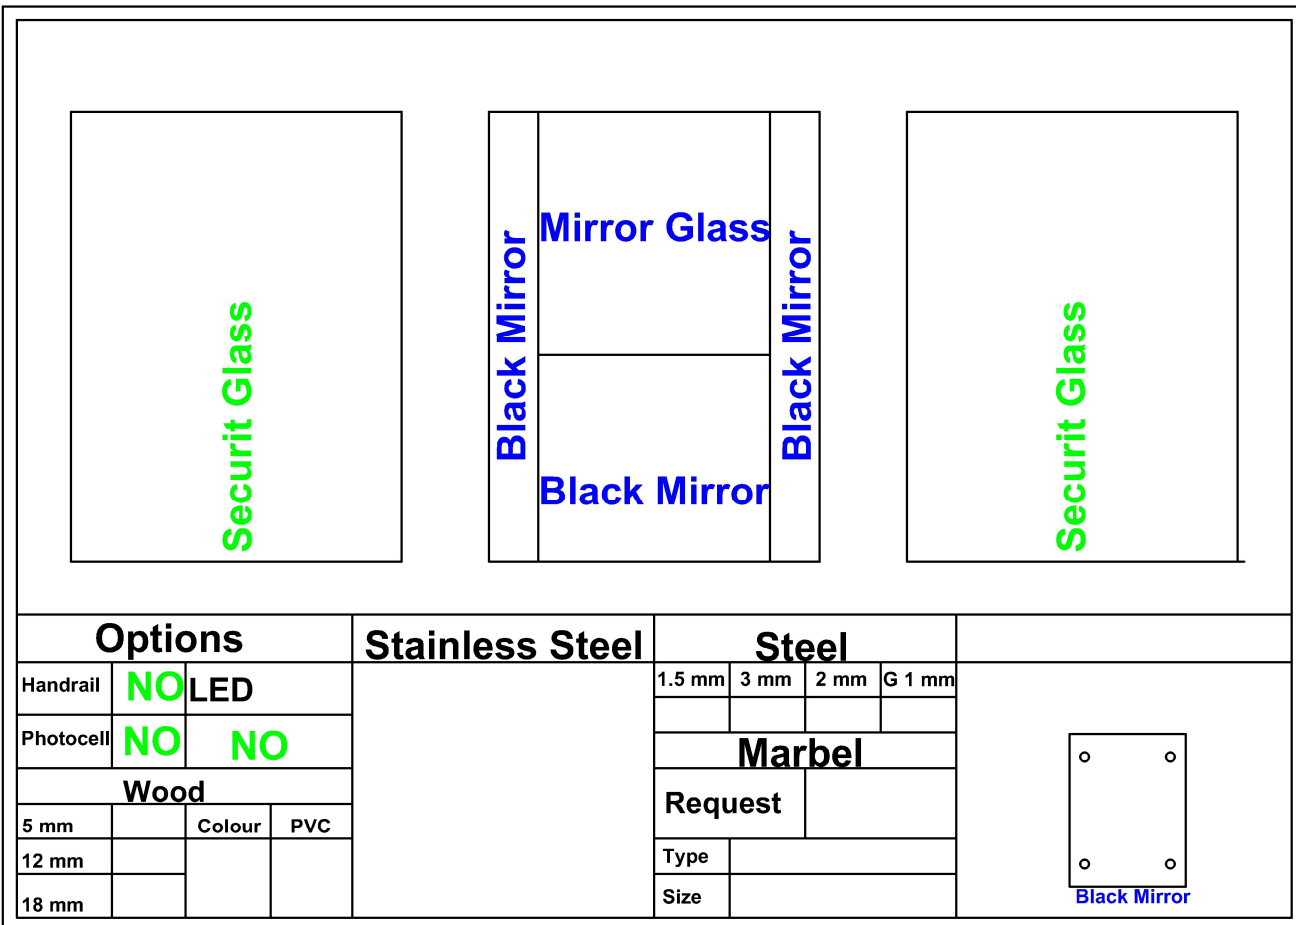 Securit Glass
Black Mirror
Mirror Glass
Black Mirror
Black Mirror
Securit Glass
Options
Handrail NO LED
Photocell NO NO
Wood
5 mm Colour PVC
12 mm
18 mm
Stainless Steel
Steel
1.5 mm 3 mm 2 mm G 1 mm
Marbel
Request
Type
Size
Black Mirror